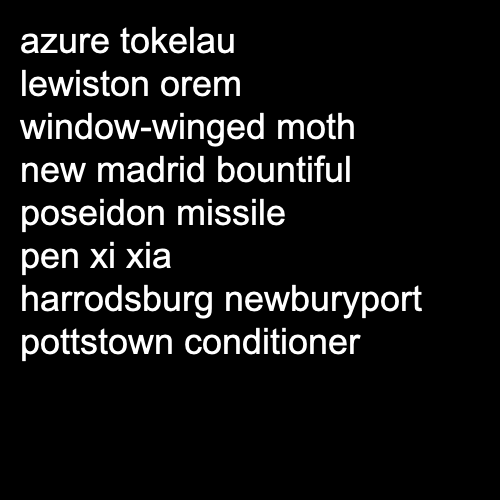 azure tokelau
lewiston orem
window-winged moth
new madrid bountiful
poseidon missile
pen xi xia
harrodsburg newburyport
pottstown conditioner